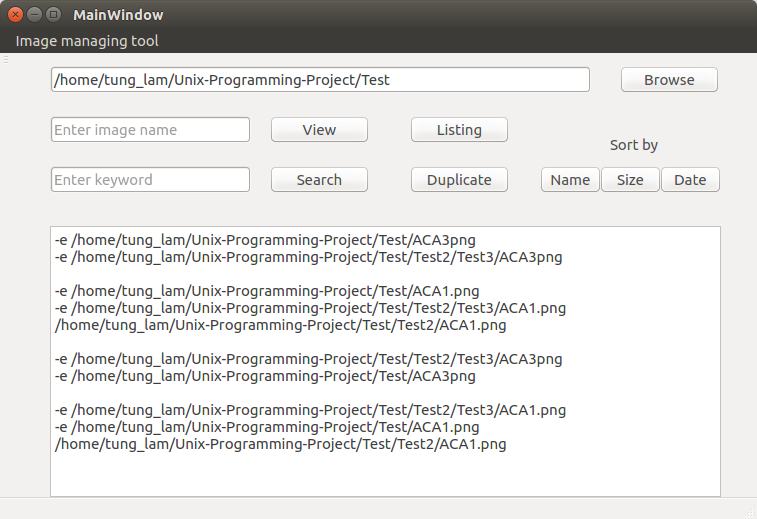 MainWindow
Image managing tool
/home/tung_lam/Unix-Programming-Project/Test
Browse
Enter image name
View
Listing
Sort by
Enter keyword
Search
Duplicate
Name
Size
Date
-e /home/tung_lam/Unix-Programming-Project/Test/ACA3png
-e /home/tung_lam/Unix-Programming-Project/Test/Test2/Test3/ACA3png
-e /home/tung_lam/Unix-Programming-Project/Test/ACA1.png
-e /home/tung_lam/Unix-Programming-Project/Test/Test2/Test3/ACA1.png
/home/tung_lam/Unix-Programming-Project/Test/Test2/ACA1.png
-e /home/tung_lam/Unix-Programming-Project/Test/Test2/Test3/ACA3png
-e /home/tung_lam/Unix-Programming-Project/Test/ACA3png
-e /home/tung_lam/Unix-Programming-Project/Test/Test2/Test3/ACA1.png
-e /home/tung_lam/Unix-Programming-Project/Test/ACA1.png
/home/tung_lam/Unix-Programming-Project/Test/Test2/ACA1.png